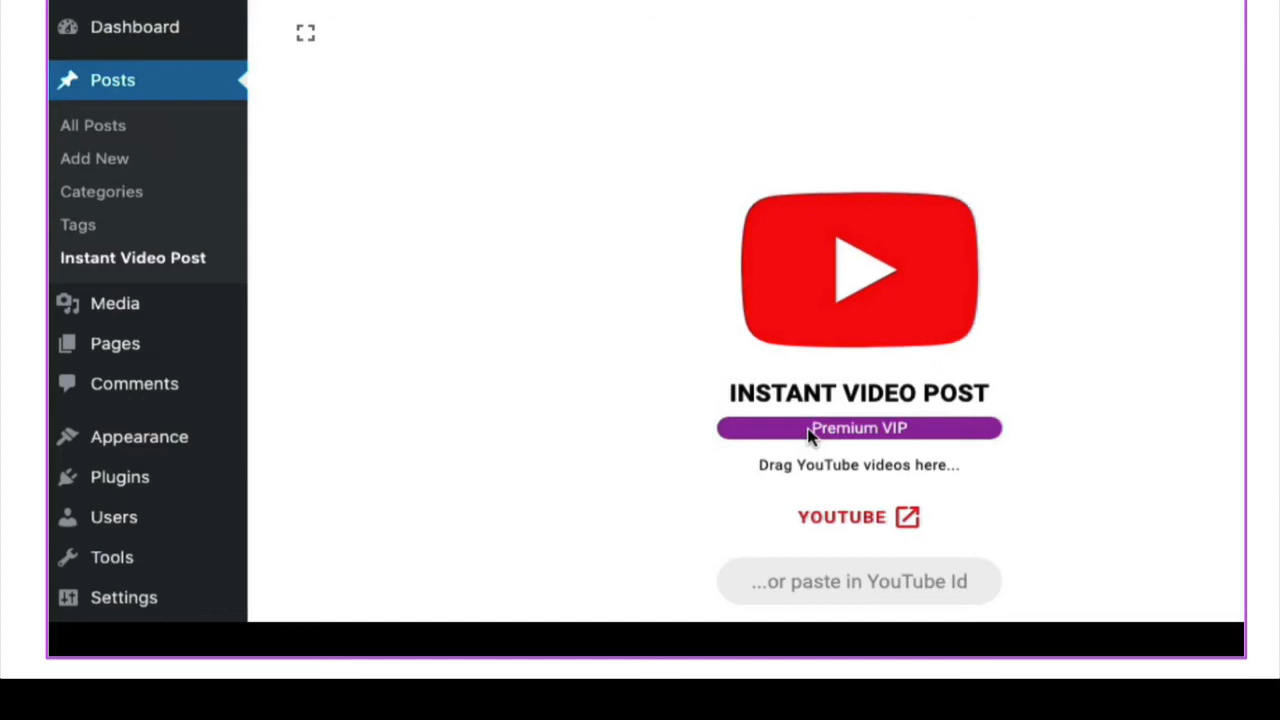 Dashboard
Posts
All Posts
Add New
Categories
Tags
Instant Video Post
Media
Pages
Comments
Appearance
Plugins
Users
Tools
Settings
INSTANT VIDEO POST
Premium VIP
Drag YouTube videos here...
YOUTUBE
...or paste in YouTube Id